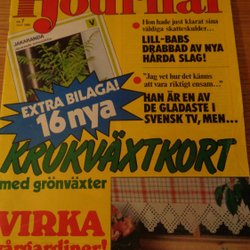 Journal
Nr 7
JAKARANDA
V
Hon hade just klarat sina
väldiga skatteskulder...
LILL-BABS
DRABBAD AV NYA
HÅRDA SLAG!
"Jag vet hur det känns
att vara riktigt ensam..."
HAN ÄR EN AV
DE GLADASTE I
SVENSK TV, MEN...
EXTRA BILAGA!
16 nya
KRUKVÄXTKORT
med grönväxter
VIRKA